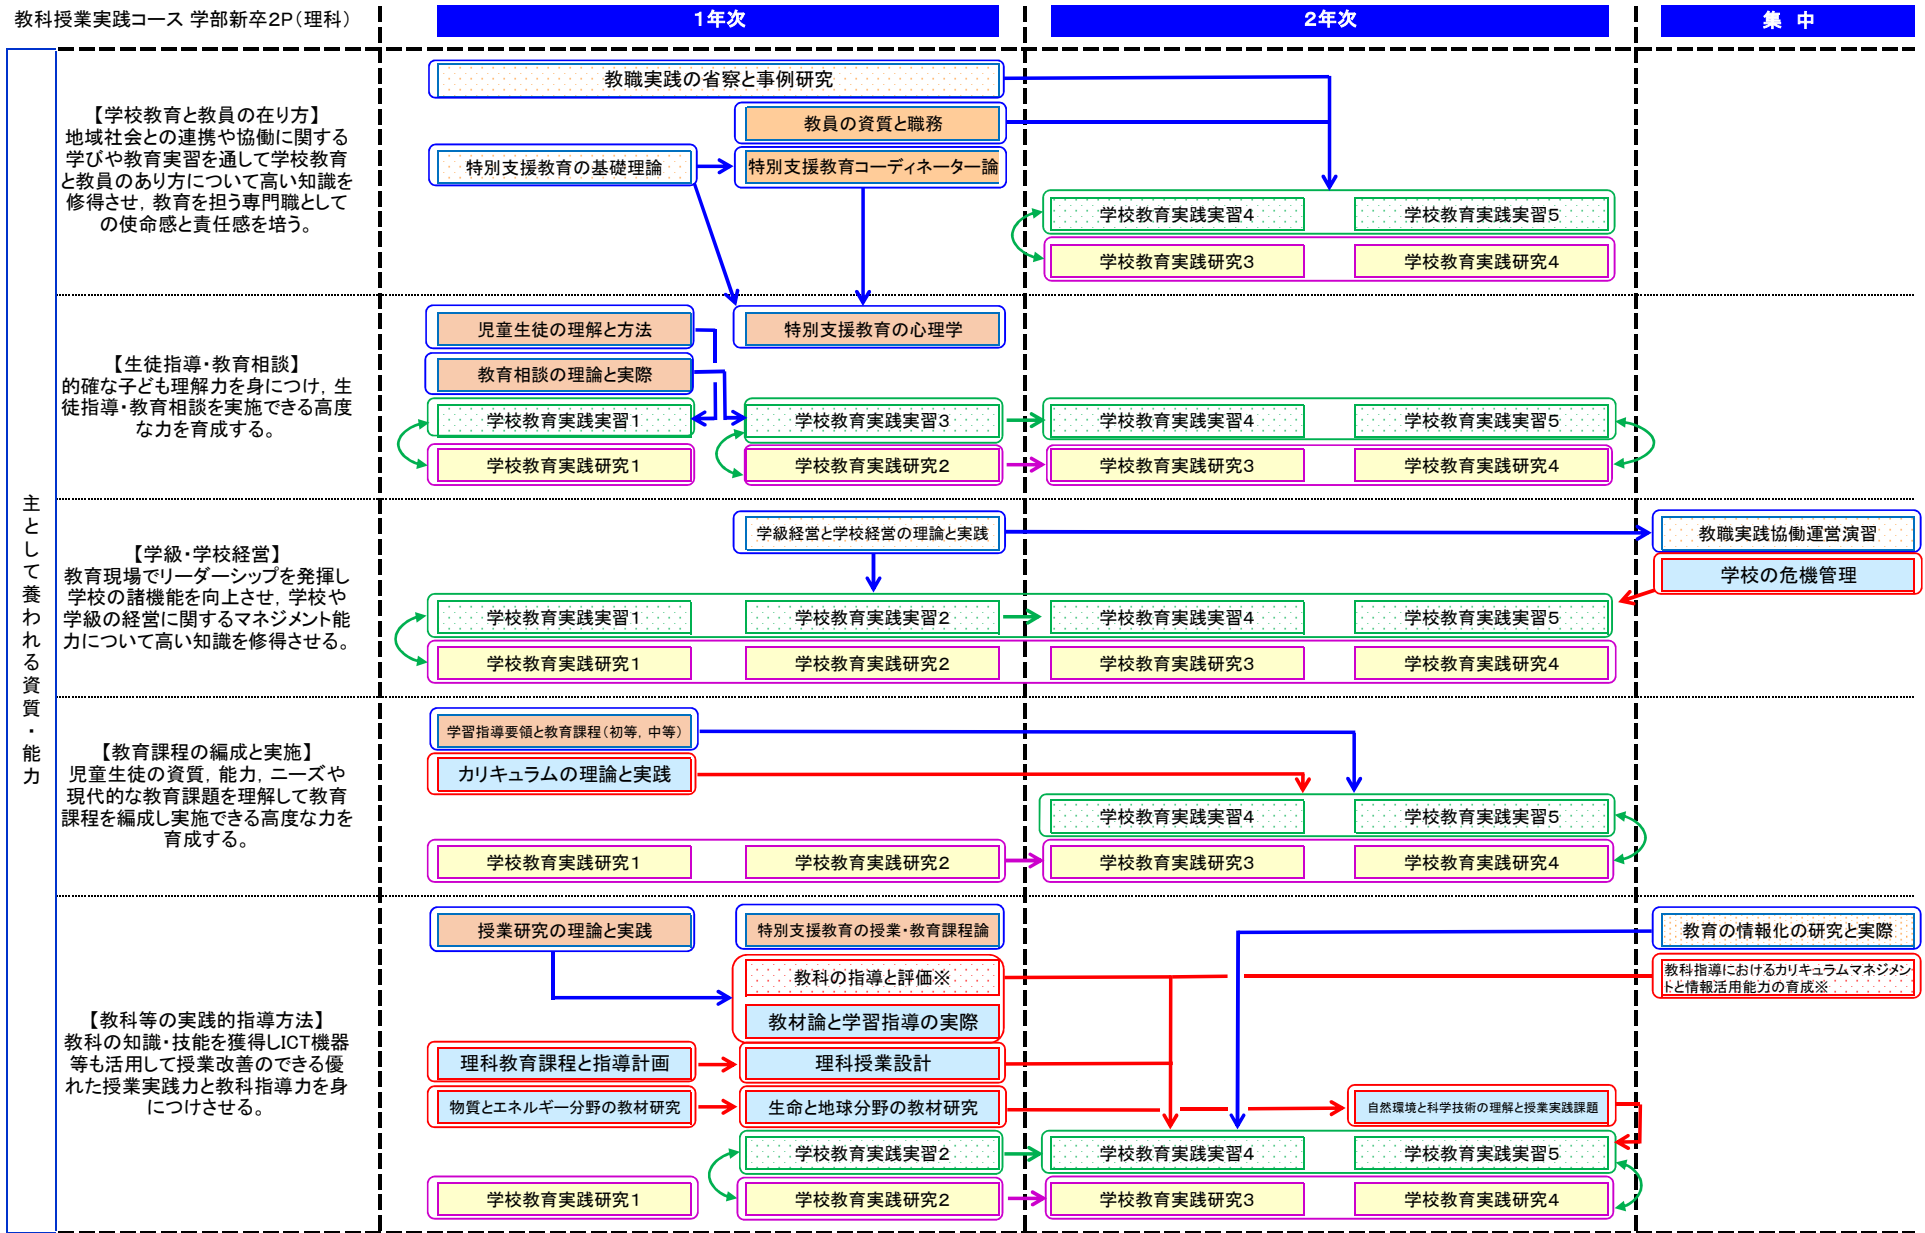 教科授業実践コース 学部新卒2P(理科)
1年次
2年次
集 中
主として養われる資質・能力
【学校教育と教員の在り方】
地域社会との連携や協働に関する
学びや教育実習を通して学校教育
と教員のあり方について高い知識を
修得させ,教育を担う専門職として
の使命感と責任感を培う。
教職実践の省察と事例研究
教員の資質と職務
特別支援教育の基礎理論
特別支援教育コーディネーター論
学校教育実践実習4
学校教育実践実習5
学校教育実践研究3
学校教育実践研究4
【生徒指導・教育相談】
的確な子ども理解力を身につけ,生
徒指導・教育相談を実施できる高度
な力を育成する。
児童生徒の理解と方法
特別支援教育の心理学
教育相談の理論と実際
学校教育実践実習1
学校教育実践実習3
学校教育実践実習4
学校教育実践実習5
学校教育実践研究1
学校教育実践研究2
学校教育実践研究3
学校教育実践研究4
【学級・学校経営】
教育現場でリーダーシップを発揮し
学校の諸機能を向上させ,学校や
学級の経営に関するマネジメント能
力について高い知識を修得させる。
学級経営と学校経営の理論と実践
教職実践協働運営演習
学校の危機管理
学校教育実践実習1
学校教育実践実習2
学校教育実践実習4
学校教育実践実習5
学校教育実践研究1
学校教育実践研究2
学校教育実践研究3
学校教育実践研究4
【教育課程の編成と実施】
児童生徒の資質,能力,ニーズや
現代的な教育課題を理解して教育
課程を編成し実施できる高度な力を
育成する。
学習指導要領と教育課程(初等,中等)
カリキュラムの理論と実践
学校教育実践実習4
学校教育実践実習5
学校教育実践研究1
学校教育実践研究2
学校教育実践研究3
学校教育実践研究4
【教科等の実践的指導方法】
教科の知識・技能を獲得しICT機器
等も活用して授業改善のできる優
れた授業実践力と教科指導力を身
につけさせる。
授業研究の理論と実践
特別支援教育の授業・教育課程論
教育の情報化の研究と実際
教科の指導と評価※
教科指導におけるカリキュラムマネジメン
トと情報活用能力の育成※
教材論と学習指導の実際
理科教育課程と指導計画
理科授業設計
物質とエネルギー分野の教材研究
生命と地球分野の教材研究
自然環境と科学技術の理解と授業実践課題
学校教育実践実習2
学校教育実践実習4
学校教育実践実習5
学校教育実践研究1
学校教育実践研究2
学校教育実践研究3
学校教育実践研究4